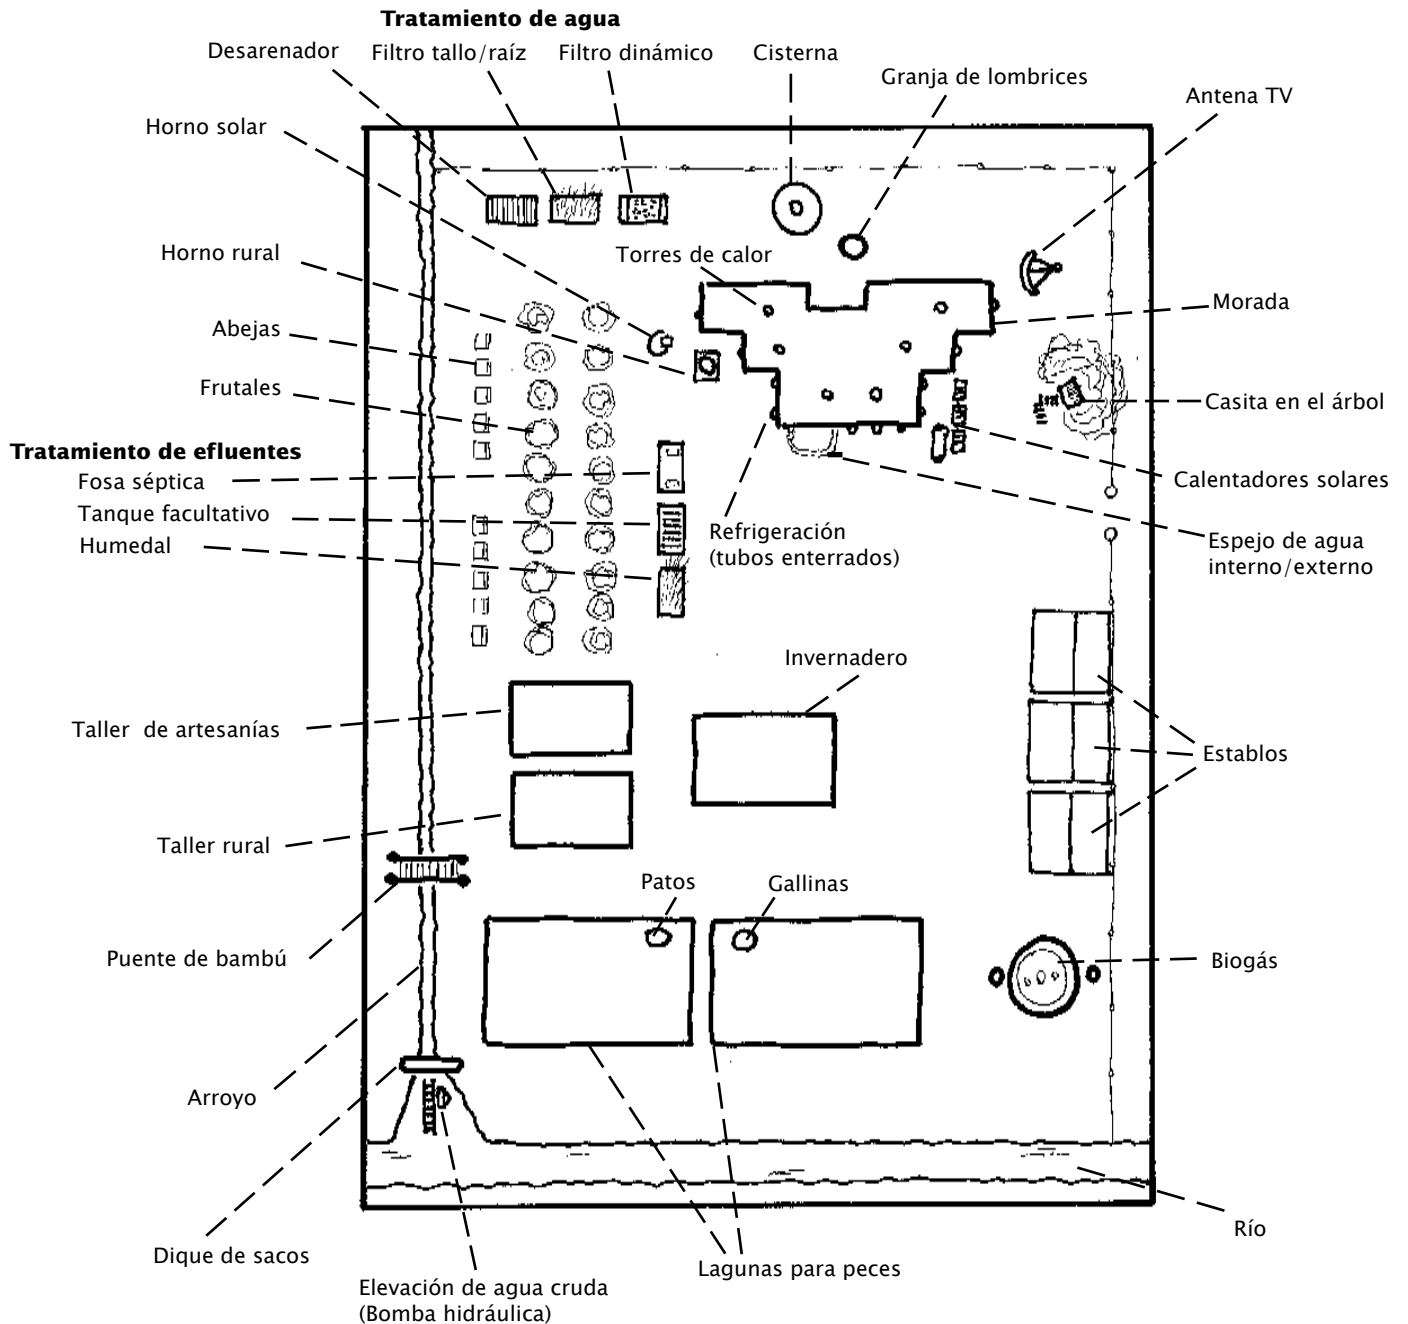 Tratamiento de agua
Desarenador
Filtro tallo/raíz
Filtro dinámico
Cisterna
Granja de lombrices
Antena TV
Horno solar
Horno rural
Torres de calor
Morada
Abejas
Frutales
Casita en el árbol
Tratamiento de efluentes
Fosa séptica
Calentadores solares
Tanque facultativo
Humedal
Refrigeración
(tubos enterrados)
Espejo de agua
interno/externo
Invernadero
Taller de artesanías
Establos
Taller rural
Patos
Gallinas
Puente de bambú
Biogás
Arroyo
Río
Dique de sacos
Lagunas para peces
Elevación de agua cruda
(Bomba hidráulica)